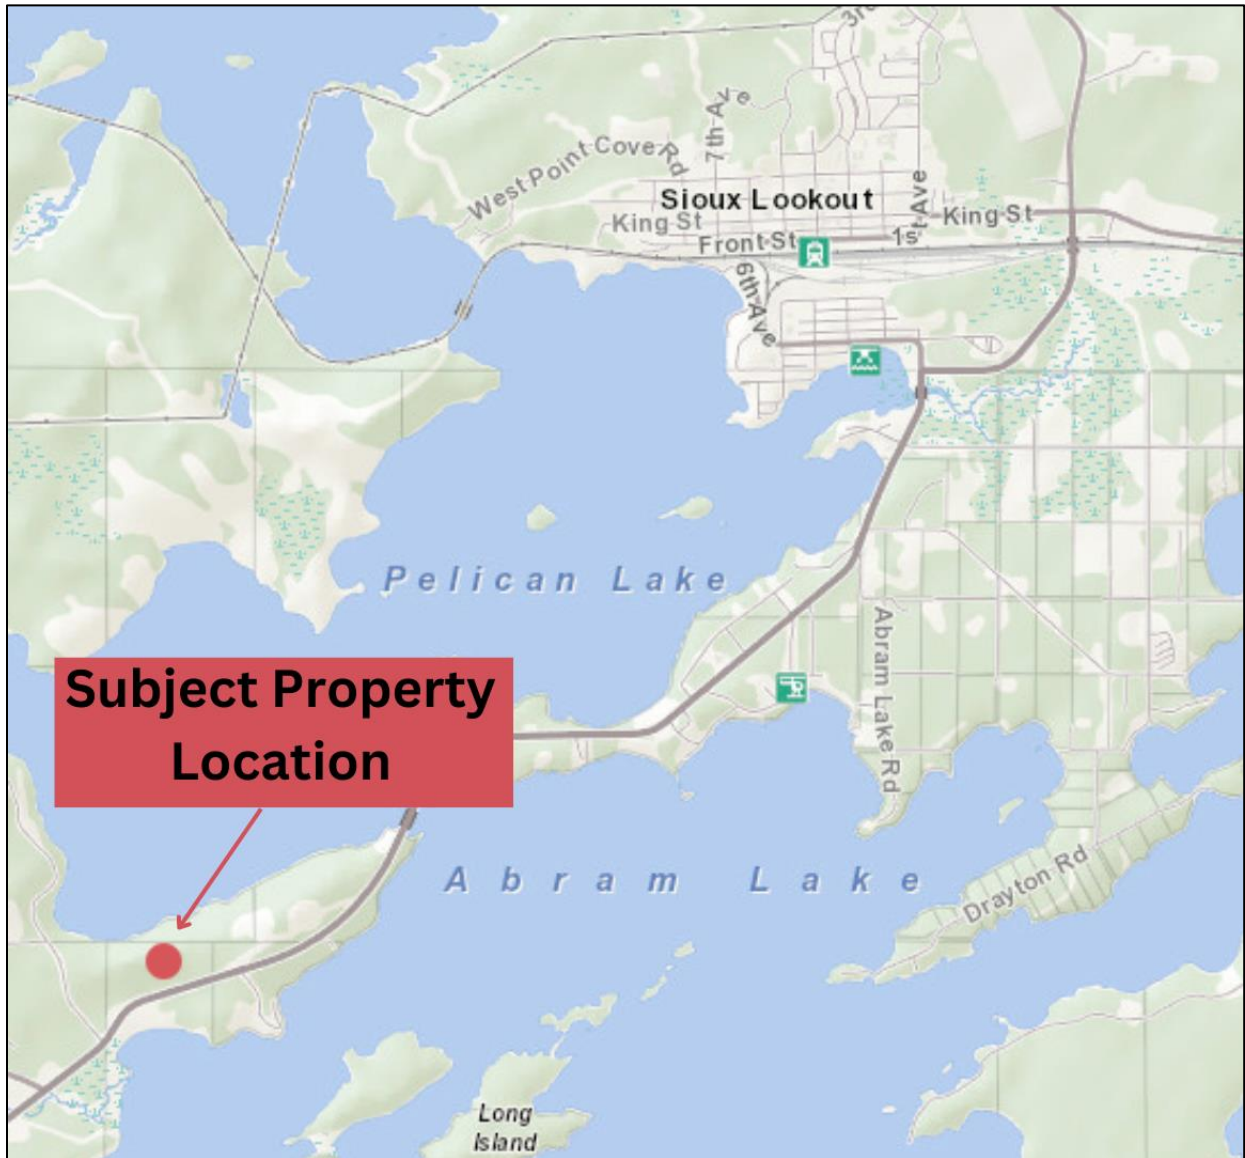 3rd
7th Ave
West Point Cove Rd
Sioux Lookout
King St
King St
1st Ave
Front St
6th Ave
Pelican Lake
Abram Lake Rd
Subject Property
Location
Abram Lake
Drayton Rd
Long
Island